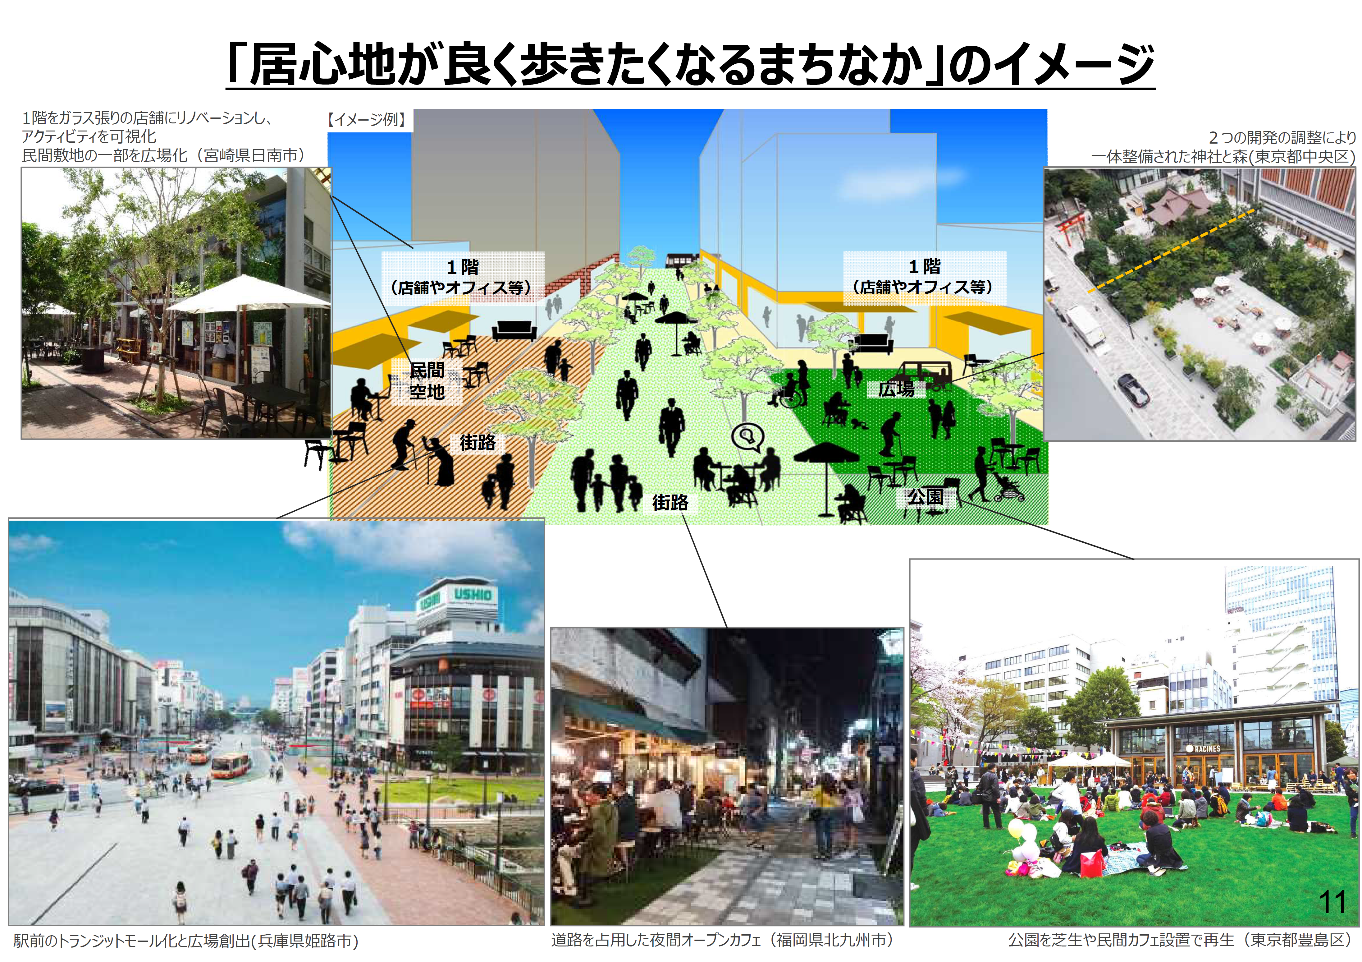 「居心地が良く歩きたくなるまちなか」のイメージ
1階をガラス張りの店舗にリノベーションし、
アクティビティを可視化
民間敷地の一部を広場化（宮崎県日南市）
【イメージ例】
２つの開発の調整により
一体整備された神社と森(東京都中央区)
１階
（店舗やオフィス等）
１階
（店舗やオフィス等）
民間
空地
広場
街路
街路
公園
USHIO
USHIO
RACINES
駅前のトランジットモール化と広場創出(兵庫県姫路市)
道路を占用した夜間オープンカフェ（福岡県北九州市）
公園を芝生や民間カフェ設置で再生（東京都豊島区）
11